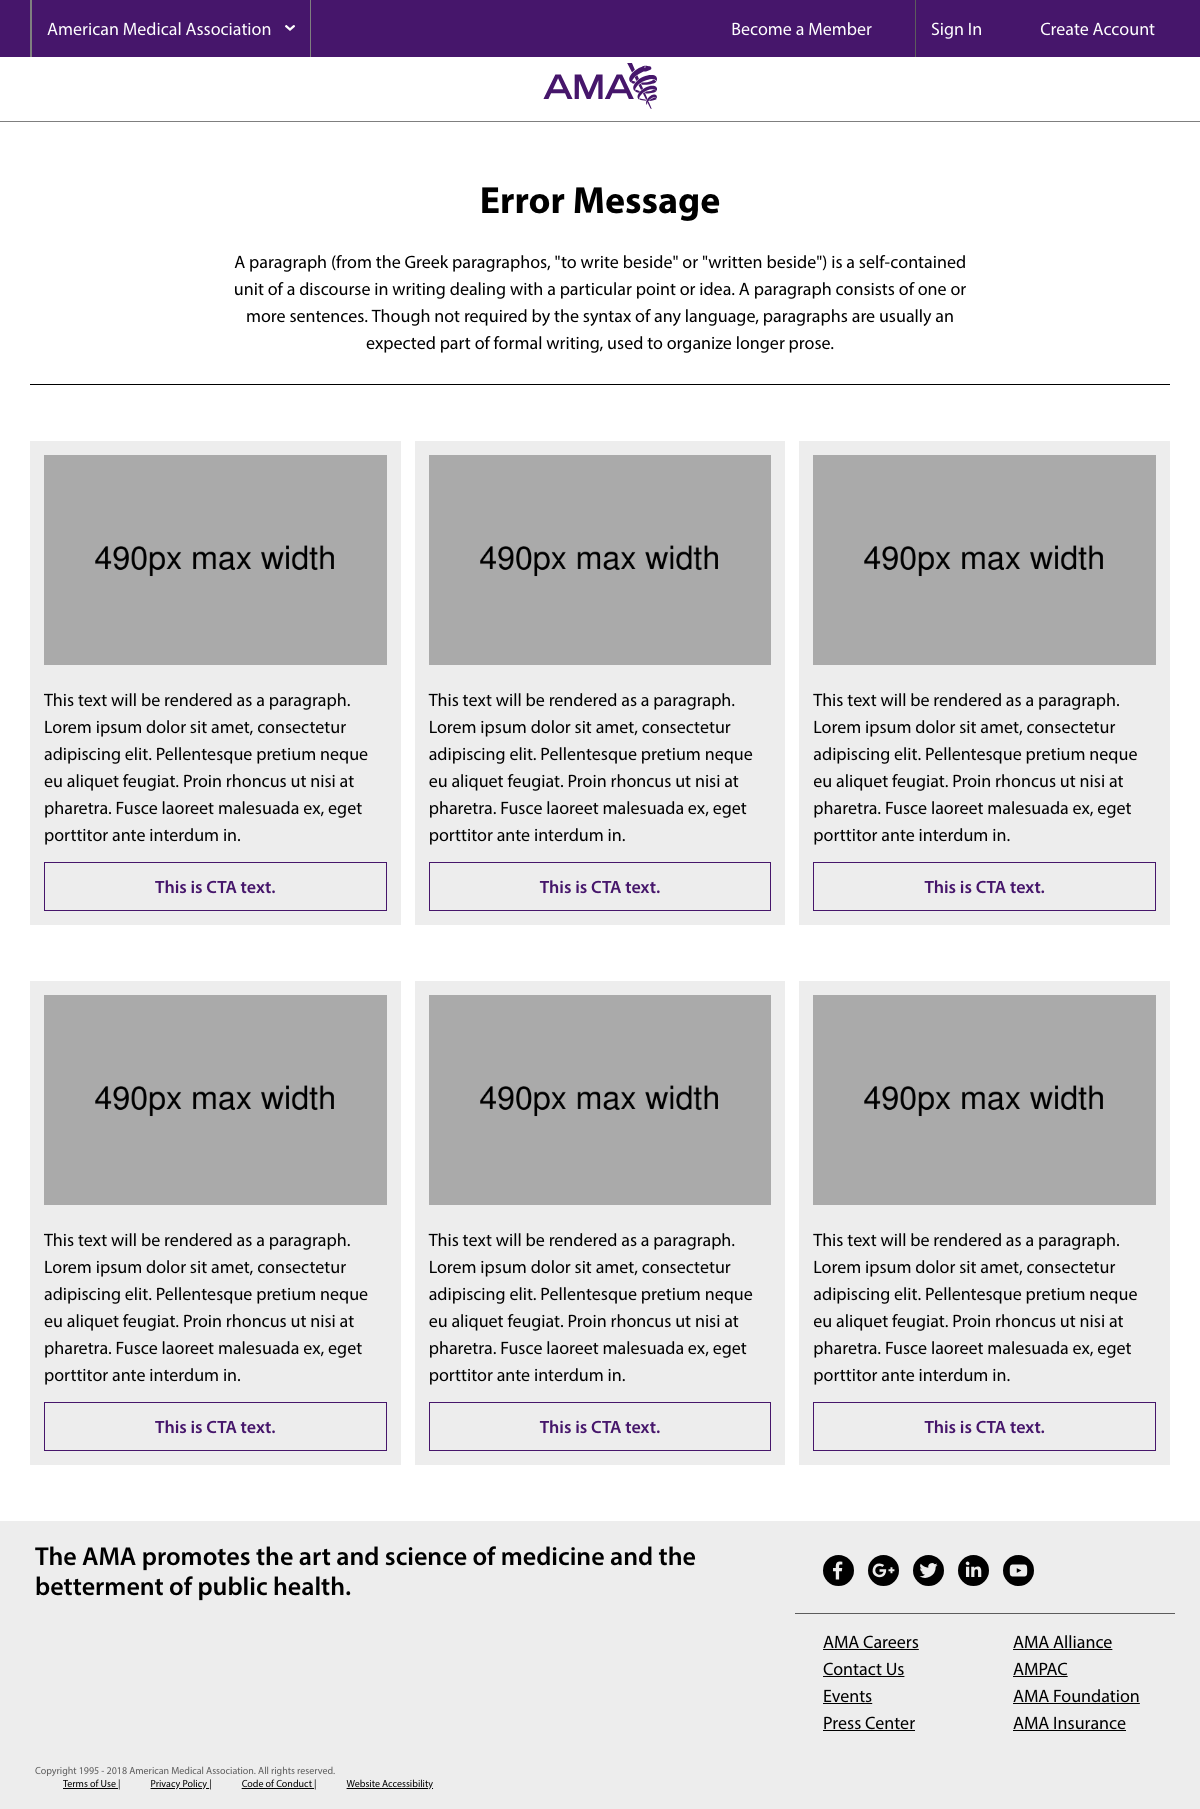 American Medical Association
Become a Member
Sign In
Create Account
AMA
Error Message
A paragraph (from the Greek paragraphos, "to write beside" or "written beside") is a self-contained
unit of a discourse in writing dealing with a particular point or idea. A paragraph consists of one or
more sentences. Though not required by the syntax of any language, paragraphs are usually an
expected part of formal writing, used to organize longer prose.
490px max width
This text will be rendered as a paragraph.
Lorem ipsum dolor sit amet, consectetur
adipiscing elit. Pellentesque pretium neque
eu aliquet feugiat. Proin rhoncus ut nisi at
pharetra. Fusce laoreet malesuada ex, eget
porttitor ante interdum in.
This is CTA text.
490px max width
This text will be rendered as a paragraph.
Lorem ipsum dolor sit amet, consectetur
adipiscing elit. Pellentesque pretium neque
eu aliquet feugiat. Proin rhoncus ut nisi at
pharetra. Fusce laoreet malesuada ex, eget
porttitor ante interdum in.
This is CTA text.
490px max width
This text will be rendered as a paragraph.
Lorem ipsum dolor sit amet, consectetur
adipiscing elit. Pellentesque pretium neque
eu aliquet feugiat. Proin rhoncus ut nisi at
pharetra. Fusce laoreet malesuada ex, eget
porttitor ante interdum in.
This is CTA text.
490px max width
This text will be rendered as a paragraph.
Lorem ipsum dolor sit amet, consectetur
adipiscing elit. Pellentesque pretium neque
eu aliquet feugiat. Proin rhoncus ut nisi at
pharetra. Fusce laoreet malesuada ex, eget
porttitor ante interdum in.
This is CTA text.
490px max width
This text will be rendered as a paragraph.
Lorem ipsum dolor sit amet, consectetur
adipiscing elit. Pellentesque pretium neque
eu aliquet feugiat. Proin rhoncus ut nisi at
pharetra. Fusce laoreet malesuada ex, eget
porttitor ante interdum in.
This is CTA text.
490px max width
This text will be rendered as a paragraph.
Lorem ipsum dolor sit amet, consectetur
adipiscing elit. Pellentesque pretium neque
eu aliquet feugiat. Proin rhoncus ut nisi at
pharetra. Fusce laoreet malesuada ex, eget
porttitor ante interdum in.
This is CTA text.
The AMA promotes the art and science of medicine and the
betterment of public health.
AMA Careers
Contact Us
Events
Press Center
AMA Alliance
AMPAC
AMA Foundation
AMA Insurance
Copyright 1995 - 2018 American Medical Association. All rights reserved.
Terms of Use | Privacy Policy | Code of Conduct | Website Accessibility